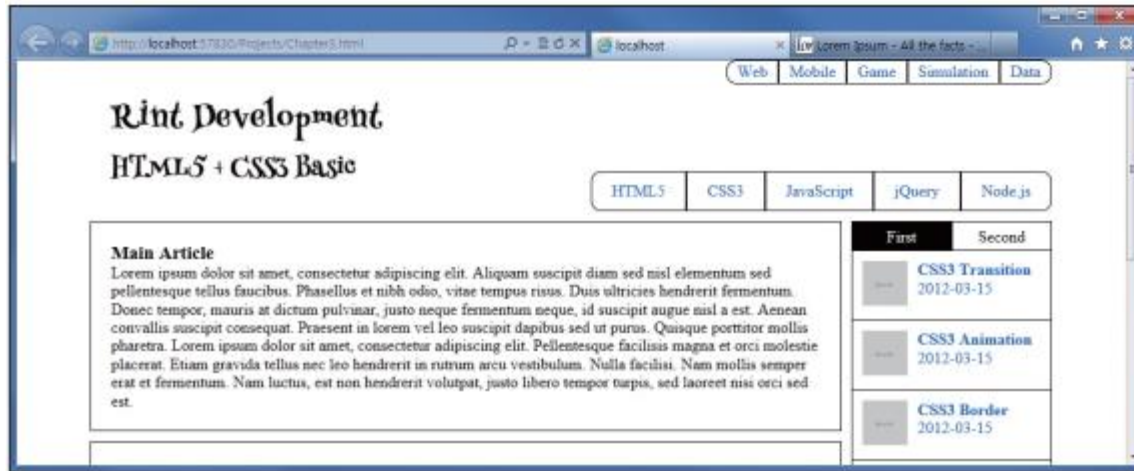 http://localhost:57830/Projects/Chapter3.html
localhost
Lorem Ipsum - All the facts - ...
Web Mobile Game Simulation Data
Rint Development
HTML5 + CSS3 Basic
HTML5 CSS3 JavaScript jQuery Node.js
Main Article
Lorem ipsum dolor sit amet, consectetur adipiscing elit. Aliquam suscipit diam sed nisl elementum sed
pellentesque tellus faucibus. Phasellus et nibh odio, vitae tempus risus. Duis ultricies hendrerit fermentum.
Donec tempor, mauris at dictum pulvinar, justo neque fermentum neque, id suscipit augue nisl a est. Aenean
convallis suscipit consequat. Praesent in lorem vel leo suscipit dapibus sed ut purus. Quisque porttitor mollis
pharetra. Lorem ipsum dolor sit amet, consectetur adipiscing elit. Pellentesque facilisis magna et orci molestie
placerat. Etiam gravida tellus nec leo hendrerit in rutrum arcu vestibulum. Nulla facilisi. Nam mollis semper
erat et fermentum. Nam luctus, est non hendrerit volutpat, justo libero tempor turpis, sed laoreet nisi orci sed
est.
First Second
CSS3 Transition
2012-03-15
CSS3 Animation
2012-03-15
CSS3 Border
2012-03-15